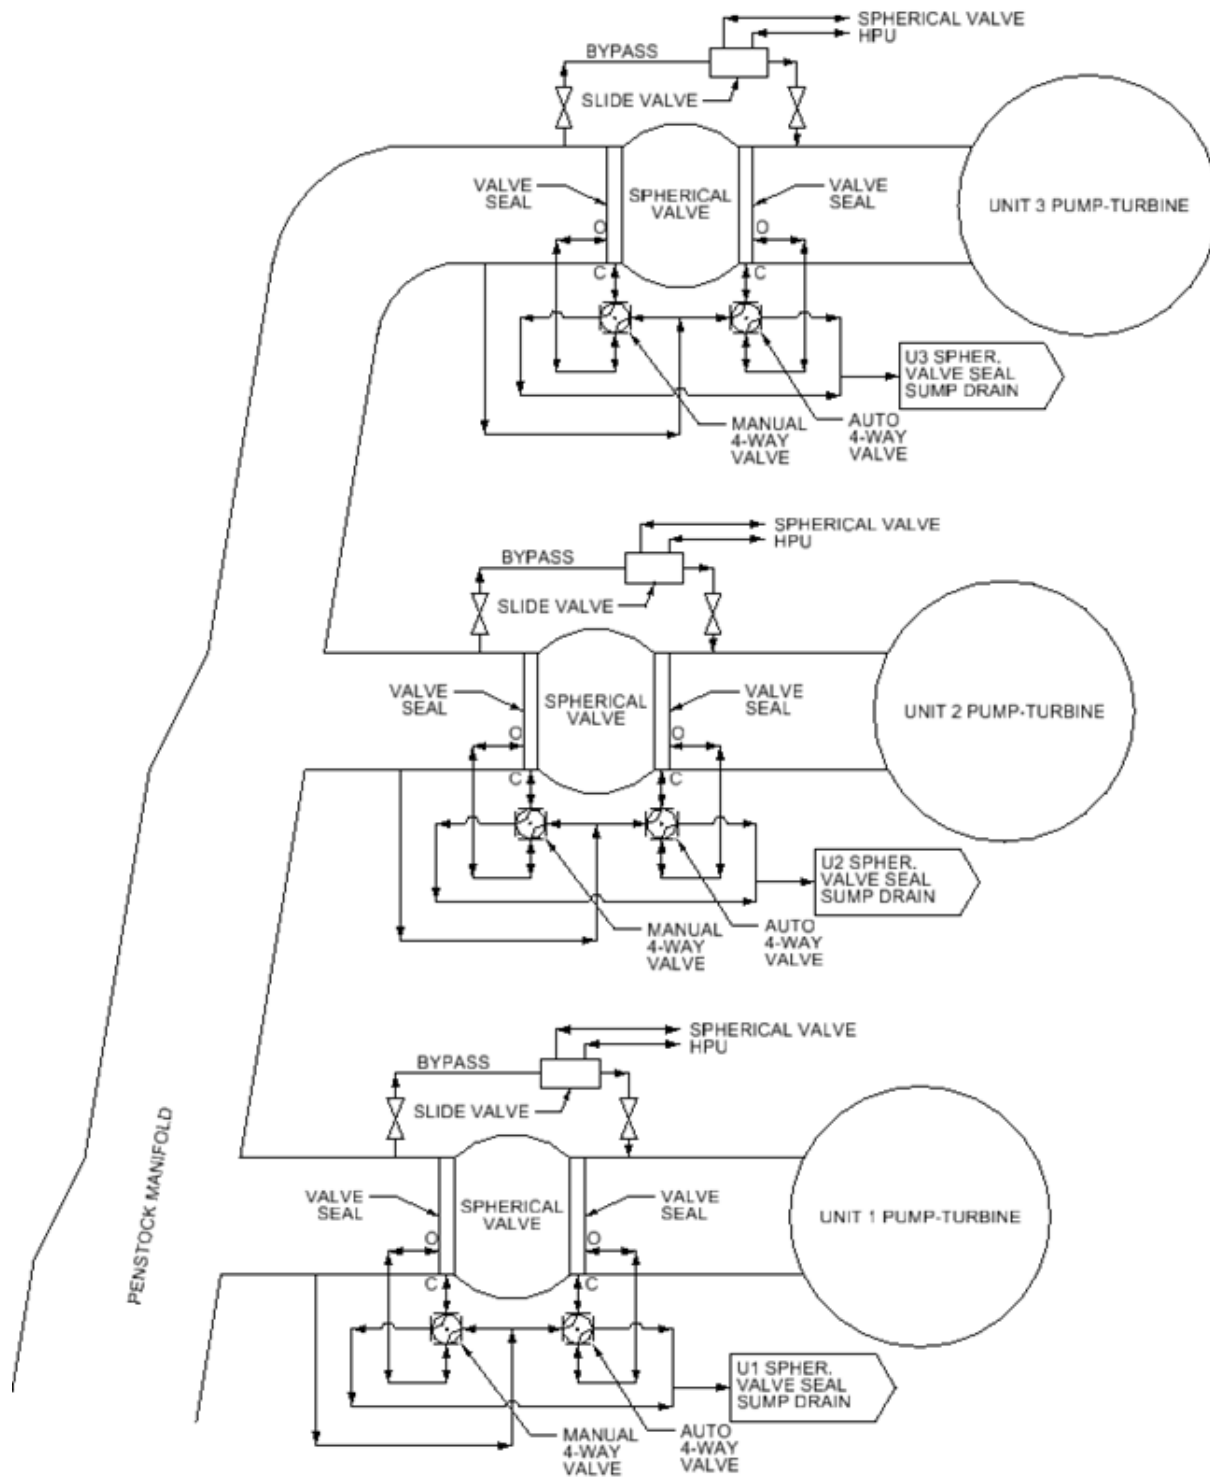 SPHERICAL VALVE
HPU
BYPASS
SLIDE VALVE
VALVE
SEAL
SPHERICAL
VALVE
VALVE
SEAL
UNIT 3 PUMP-TURBINE
O
O
C
C
U3 SPHER.
VALVE SEAL
SUMP DRAIN
MANUAL
4-WAY
VALVE
AUTO
4-WAY
VALVE
SPHERICAL VALVE
HPU
BYPASS
SLIDE VALVE
VALVE
SEAL
SPHERICAL
VALVE
VALVE
SEAL
UNIT 2 PUMP-TURBINE
O
O
C
C
U2 SPHER.
VALVE SEAL
SUMP DRAIN
MANUAL
4-WAY
VALVE
AUTO
4-WAY
VALVE
SPHERICAL VALVE
HPU
BYPASS
SLIDE VALVE
PENSTOCK MANIFOLD
VALVE
SEAL
SPHERICAL
VALVE
VALVE
SEAL
UNIT 1 PUMP-TURBINE
O
O
C
C
U1 SPHER.
VALVE SEAL
SUMP DRAIN
MANUAL
4-WAY
VALVE
AUTO
4-WAY
VALVE